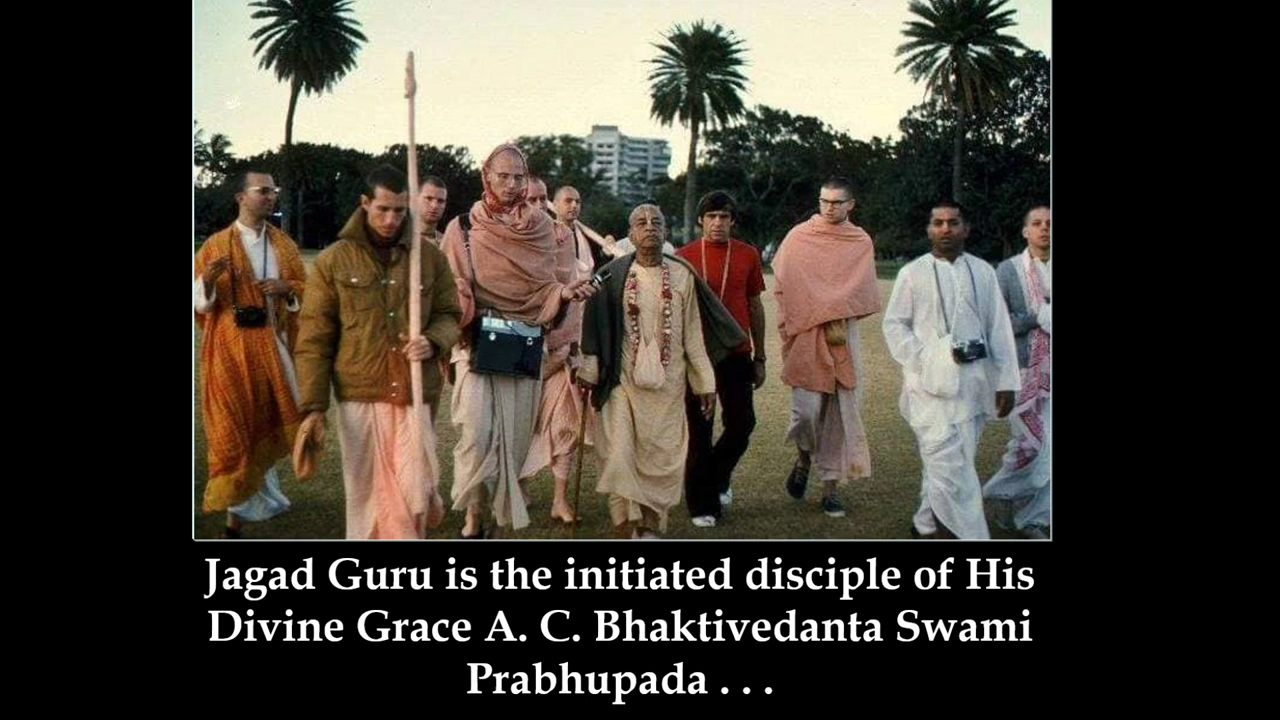 Jagad Guru is the initiated disciple of His
Divine Grace A. C. Bhaktivedanta Swami
Prabhupada . . .